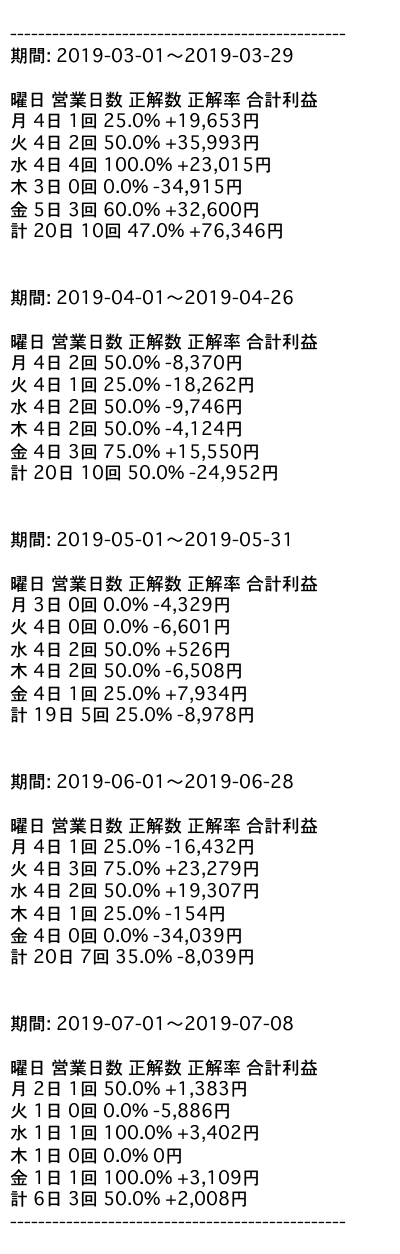 ------------------------------------------------
期間: 2019-03-01～2019-03-29
曜日 営業日数 正解数 正解率 合計利益
月 4日 1回 25.0% +19,653円
火 4日 2回 50.0% +35,993円
水 4日 4回 100.0% +23,015円
木 3日 0回 0.0% -34,915円
金 5日 3回 60.0% +32,600円
計 20日 10回 47.0% +76,346円
期間: 2019-04-01～2019-04-26
曜日 営業日数 正解数 正解率 合計利益
月 4日 2回 50.0% -8,370円
火 4日 1回 25.0% -18,262円
水 4日 2回 50.0% -9,746円
木 4日 2回 50.0% -4,124円
金 4日 3回 75.0% +15,550円
計 20日 10回 50.0% -24,952円
期間: 2019-05-01～2019-05-31
曜日 営業日数 正解数 正解率 合計利益
月 3日 0回 0.0% -4,329円
火 4日 0回 0.0% -6,601円
水 4日 2回 50.0% +526円
木 4日 2回 50.0% -6,508円
金 4日 1回 25.0% +7,934円
計 19日 5回 25.0% -8,978円
期間: 2019-06-01～2019-06-28
曜日 営業日数 正解数 正解率 合計利益
月 4日 1回 25.0% -16,432円
火 4日 3回 75.0% +23,279円
水 4日 2回 50.0% +19,307円
木 4日 1回 25.0% -154円
金 4日 0回 0.0% -34,039円
計 20日 7回 35.0% -8,039円
期間: 2019-07-01～2019-07-08
曜日 営業日数 正解数 正解率 合計利益
月 2日 1回 50.0% +1,383円
火 1日 0回 0.0% -5,886円
水 1日 1回 100.0% +3,402円
木 1日 0回 0.0% 0円
金 1日 1回 100.0% +3,109円
計 6日 3回 50.0% +2,008円
------------------------------------------------